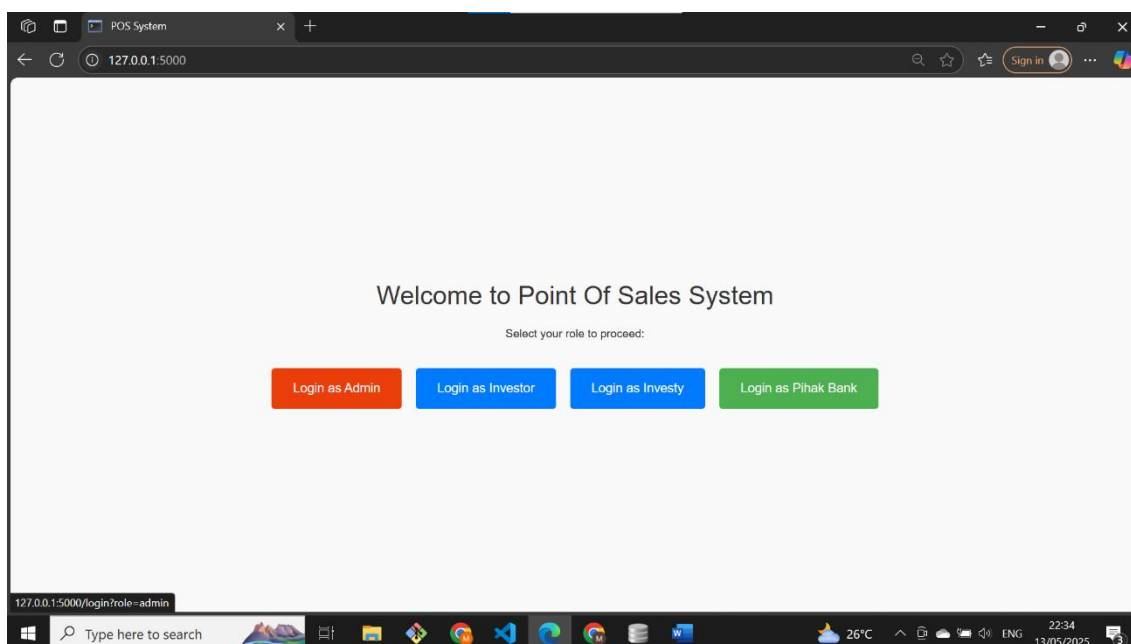 POS System
127.0.0.1:5000
Sign in
Welcome to Point Of Sales System
Select your role to proceed:
Login as Admin
Login as Investor
Login as Investy
Login as Pihak Bank
127.0.0.1:5000/login?role=admin
Type here to search
26°C
ENG
22:34
13/05/2025
3